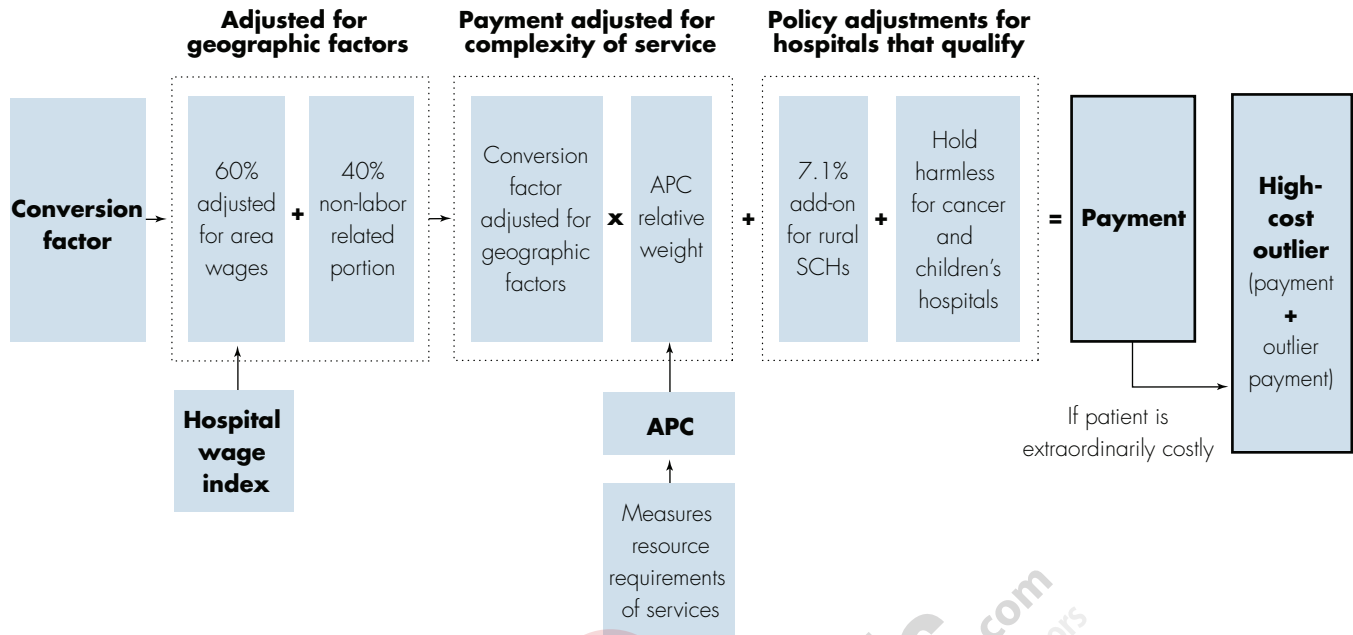 Adjusted for
geographic factors
Payment adjusted for
complexity of service
Policy adjustments for
hospitals that qualify
Conversion
factor
60%
adjusted
for area
wages
+
40%
non-labor
related
portion
Conversion
factor
adjusted for
geographic
factors
x
APC
relative
weight
+
7.1%
add-on
for rural
SCHs
+
Hold
harmless
for cancer
and
children’s
hospitals
=
Payment
High-
cost
outlier
(payment
+
outlier
payment)
Hospital
wage
index
APC
If patient is
extraordinarily costly
Measures
resource
requirements
of services
.com